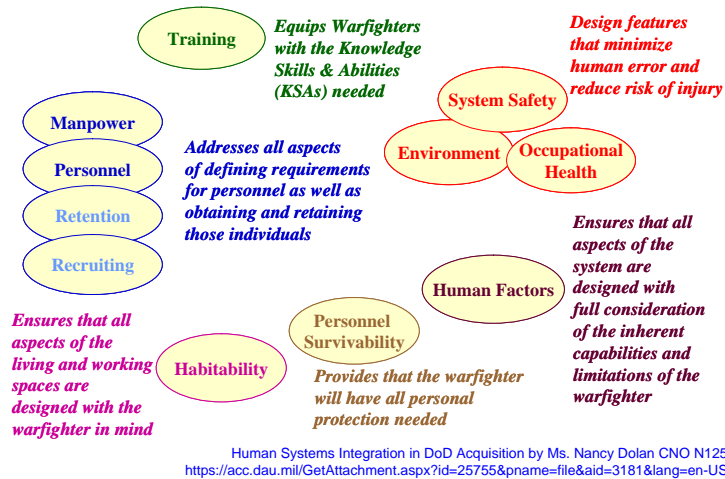 Training
Equips Warfighters
with the Knowledge
Skills & Abilities
(KSAs) needed
Design features
that minimize
human error and
reduce risk of injury
System Safety
Environment
Occupational
Health
Manpower
Personnel
Retention
Recruiting
Addresses all aspects
of defining requirements
for personnel as well as
obtaining and retaining
those individuals
Ensures that all
aspects of the
system are
designed with
full consideration
of the inherent
capabilities and
limitations of the
warfighter
Human Factors
Personnel
Survivability
Provides that the warfighter
will have all personal
protection needed
Habitability
Ensures that all
aspects of the
living and working
spaces are
designed with the
warfighter in mind
Human Systems Integration in DoD Acquisition by Ms. Nancy Dolan CNO N125
https://acc.dau.mil/GetAttachment.aspx?id=25755&pname=file&aid=3181&lang=en-US